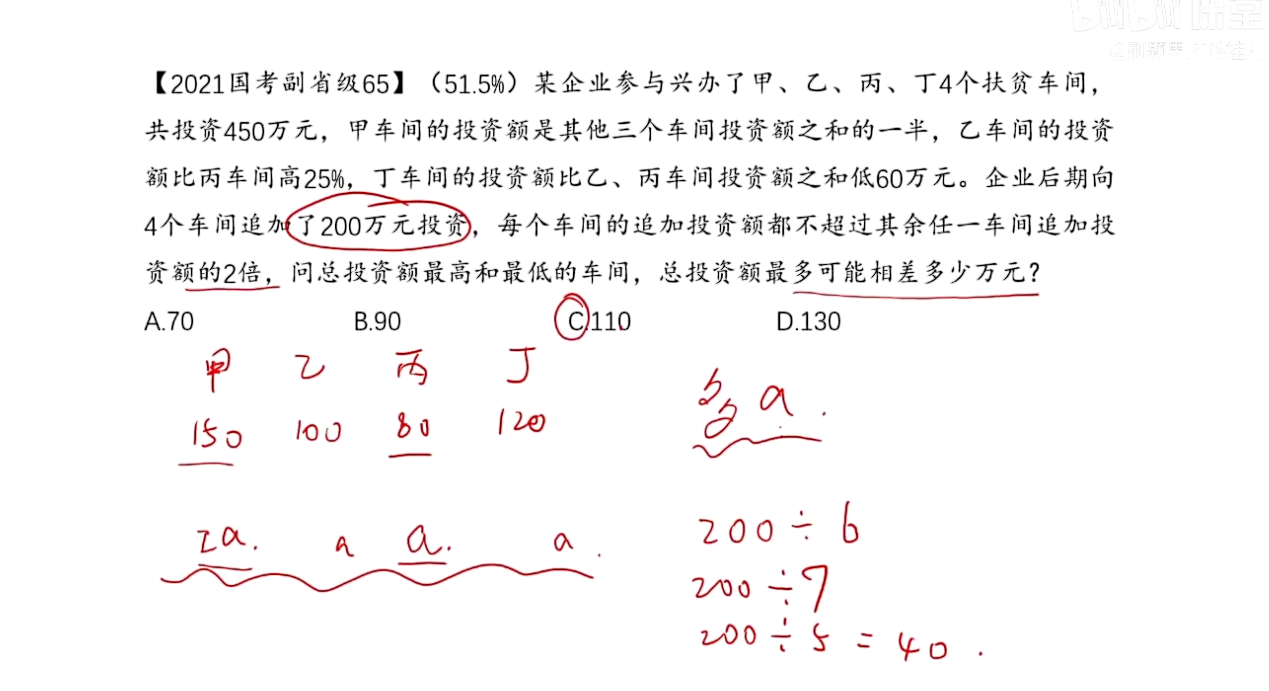 【2021国考副省级65】（51.5%）某企业参与兴办了甲、乙、丙、丁4个扶贫车间，
共投资450万元，甲车间的投资额是其他三个车间投资额之和的一半，乙车间的投资
额比丙车间高25%，丁车间的投资额比乙、丙车间投资额之和低60万元。企业后期向
4个车间追加了200万元投资，每个车间的追加投资额都不超过其余任一车间追加投
资额的2倍，问总投资额最高和最低的车间，总投资额最多可能相差多少万元？
A.70 B.90 C.110 D.130
甲 乙 丙 丁
150 100 80 120
多 a .
2a. a a. a .
200 ÷ 6
200 ÷ 7
200 ÷ 5 = 40 .